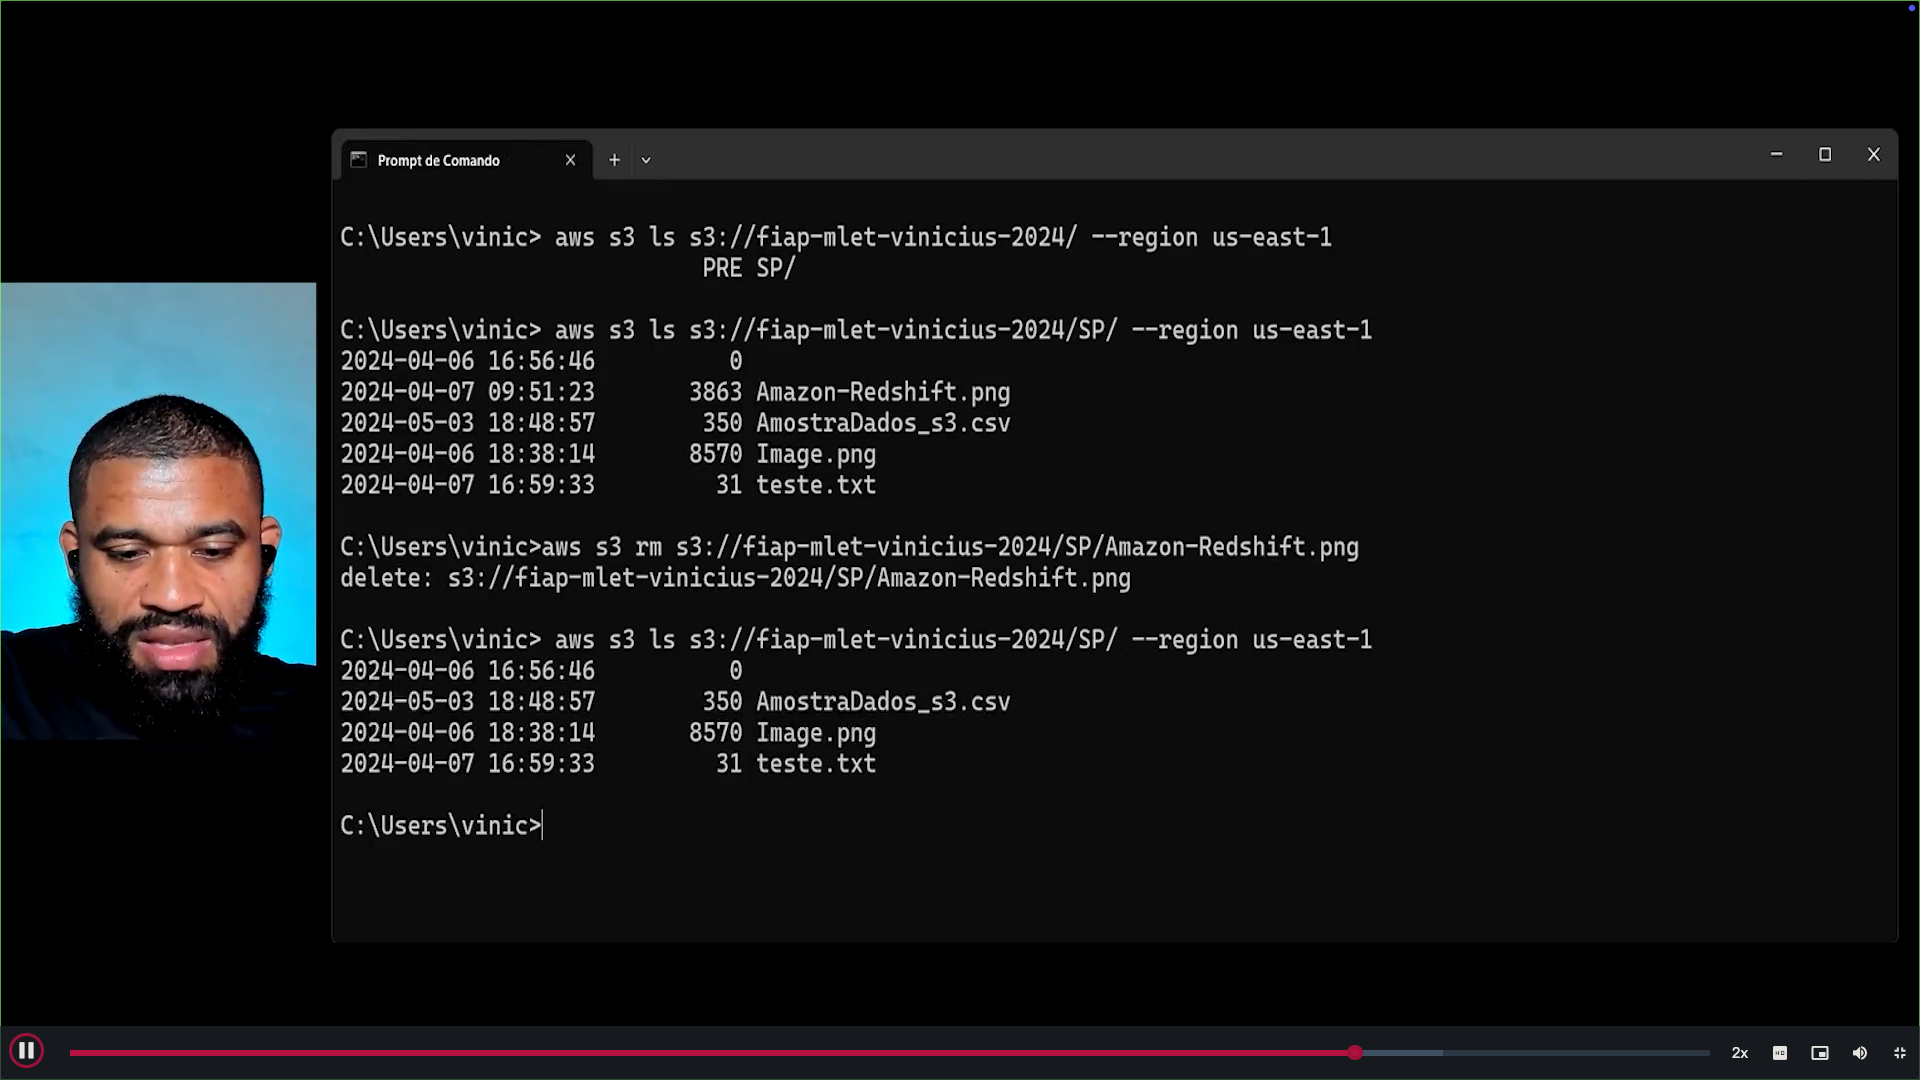 Prompt de Comando
C:\Users\vinic> aws s3 ls s3://fiap-mlet-vinicius-2024/ --region us-east-1
PRE SP/
C:\Users\vinic> aws s3 ls s3://fiap-mlet-vinicius-2024/SP/ --region us-east-1
2024-04-06 16:56:46 0
2024-04-07 09:51:23 3863 Amazon-Redshift.png
2024-05-03 18:48:57 350 AmostraDados_s3.csv
2024-04-06 18:38:14 8570 Image.png
2024-04-07 16:59:33 31 teste.txt
C:\Users\vinic>aws s3 rm s3://fiap-mlet-vinicius-2024/SP/Amazon-Redshift.png
delete: s3://fiap-mlet-vinicius-2024/SP/Amazon-Redshift.png
C:\Users\vinic> aws s3 ls s3://fiap-mlet-vinicius-2024/SP/ --region us-east-1
2024-04-06 16:56:46 0
2024-05-03 18:48:57 350 AmostraDados_s3.csv
2024-04-06 18:38:14 8570 Image.png
2024-04-07 16:59:33 31 teste.txt
C:\Users\vinic>
2x
HD